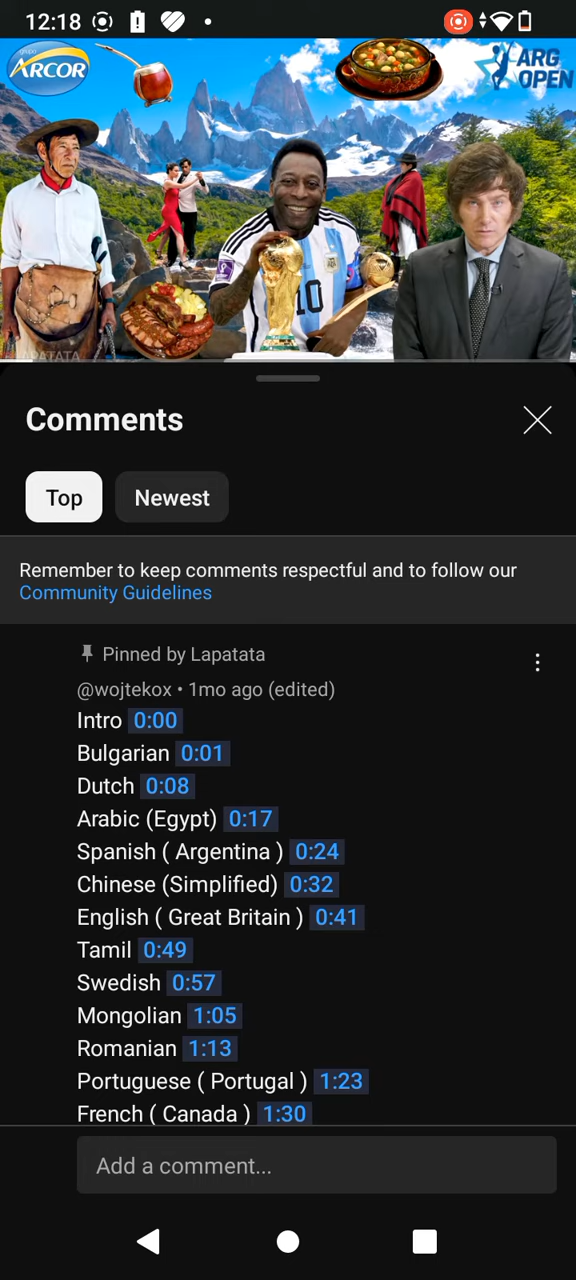 12:18
grupo
ARCOR
ARG
OPEN
10
LAPATATA
Comments
Top
Newest
Remember to keep comments respectful and to follow our
Community Guidelines
Pinned by Lapatata
@wojtekox • 1mo ago (edited)
Intro 0:00
Bulgarian 0:01
Dutch 0:08
Arabic (Egypt) 0:17
Spanish ( Argentina ) 0:24
Chinese (Simplified) 0:32
English ( Great Britain ) 0:41
Tamil 0:49
Swedish 0:57
Mongolian 1:05
Romanian 1:13
Portuguese ( Portugal ) 1:23
French ( Canada ) 1:30
Add a comment...